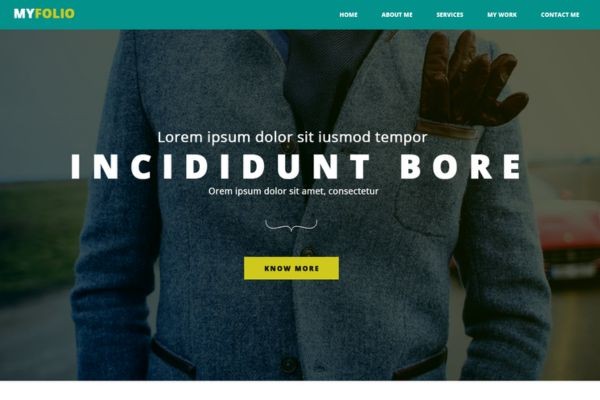 MYFOLIO
HOME ABOUT ME SERVICES MY WORK CONTACT ME
Lorem ipsum dolor sit iusmod tempor
INCIDIDUNT BORE
Orem ipsum dolor sit amet, consectetur
KNOW MORE